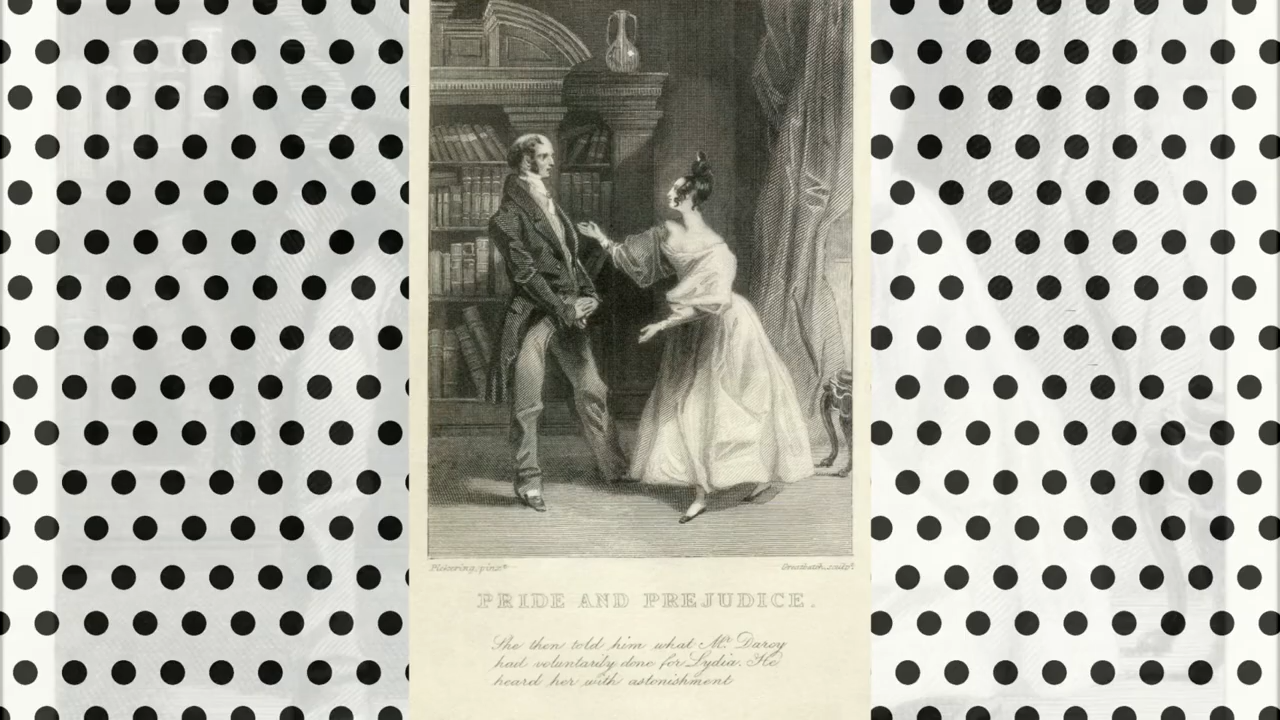 Pickering, pinxt
Greatbatch, sculpt
PRIDE AND PREJUDICE.
She then told him what Mr. Darcy
had voluntarily done for Lydia. He
heard her with astonishment